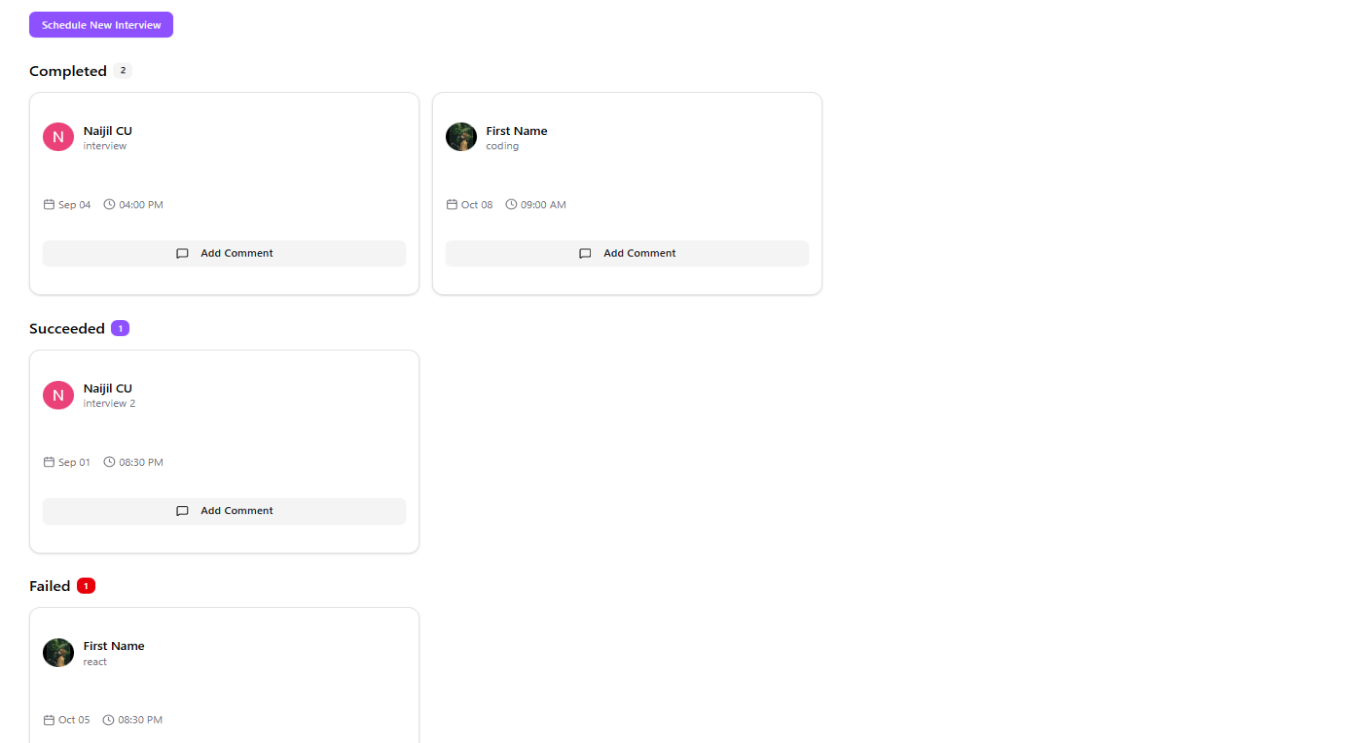 Schedule New Interview
Completed 2
N Naijil CU
interview
Sep 04 04:00 PM
Add Comment
First Name
coding
Oct 08 09:00 AM
Add Comment
Succeeded 1
N Naijil CU
interview 2
Sep 01 08:30 PM
Add Comment
Failed 1
First Name
react
Oct 05 08:30 PM